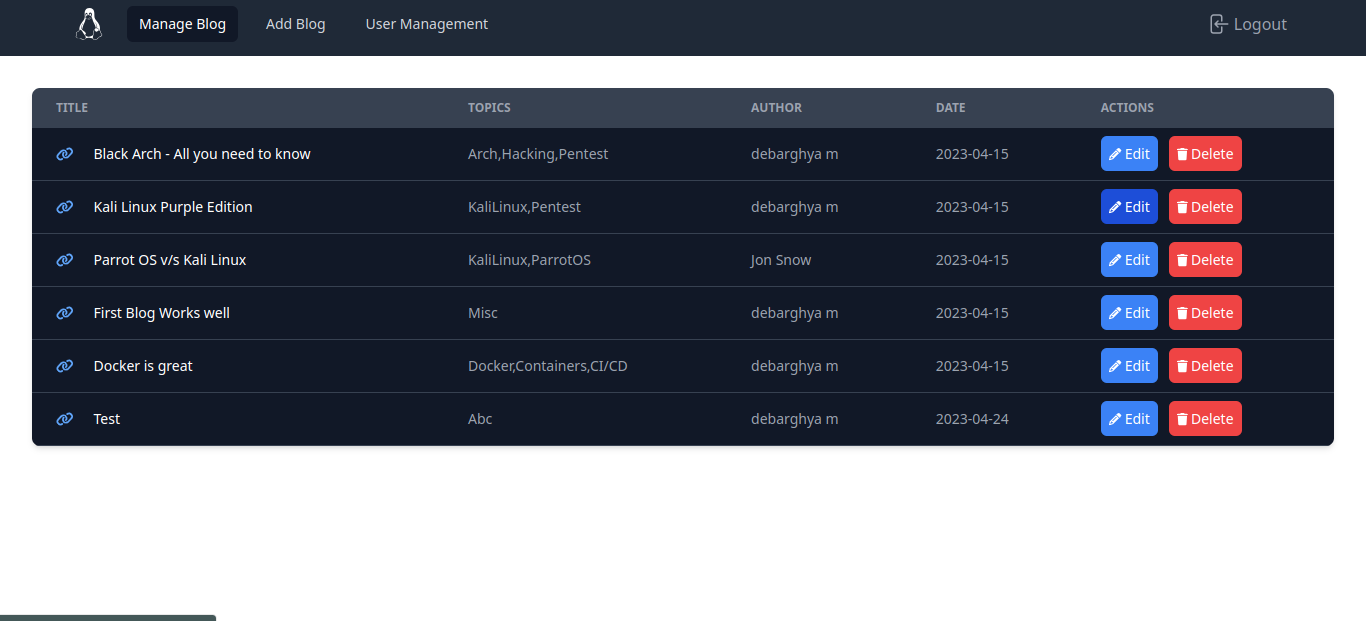 Manage Blog Add Blog User Management Logout
TITLE TOPICS AUTHOR DATE ACTIONS
Black Arch - All you need to know Arch,Hacking,Pentest debarghya m 2023-04-15 Edit Delete
Kali Linux Purple Edition KaliLinux,Pentest debarghya m 2023-04-15 Edit Delete
Parrot OS v/s Kali Linux KaliLinux,ParrotOS Jon Snow 2023-04-15 Edit Delete
First Blog Works well Misc debarghya m 2023-04-15 Edit Delete
Docker is great Docker,Containers,CI/CD debarghya m 2023-04-15 Edit Delete
Test Abc debarghya m 2023-04-24 Edit Delete